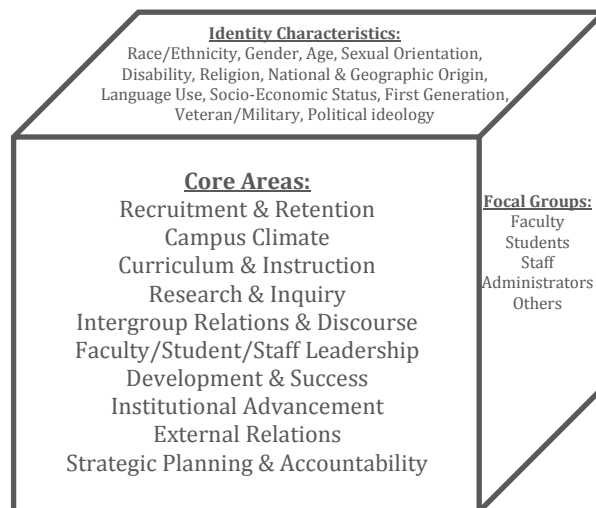 Identity Characteristics:
Race/Ethnicity, Gender, Age, Sexual Orientation,
Disability, Religion, National & Geographic Origin,
Language Use, Socio-Economic Status, First Generation,
Veteran/Military, Political ideology
Core Areas:
Recruitment & Retention
Campus Climate
Curriculum & Instruction
Research & Inquiry
Intergroup Relations & Discourse
Faculty/Student/Staff Leadership
Development & Success
Institutional Advancement
External Relations
Strategic Planning & Accountability
Focal Groups:
Faculty
Students
Staff
Administrators
Others